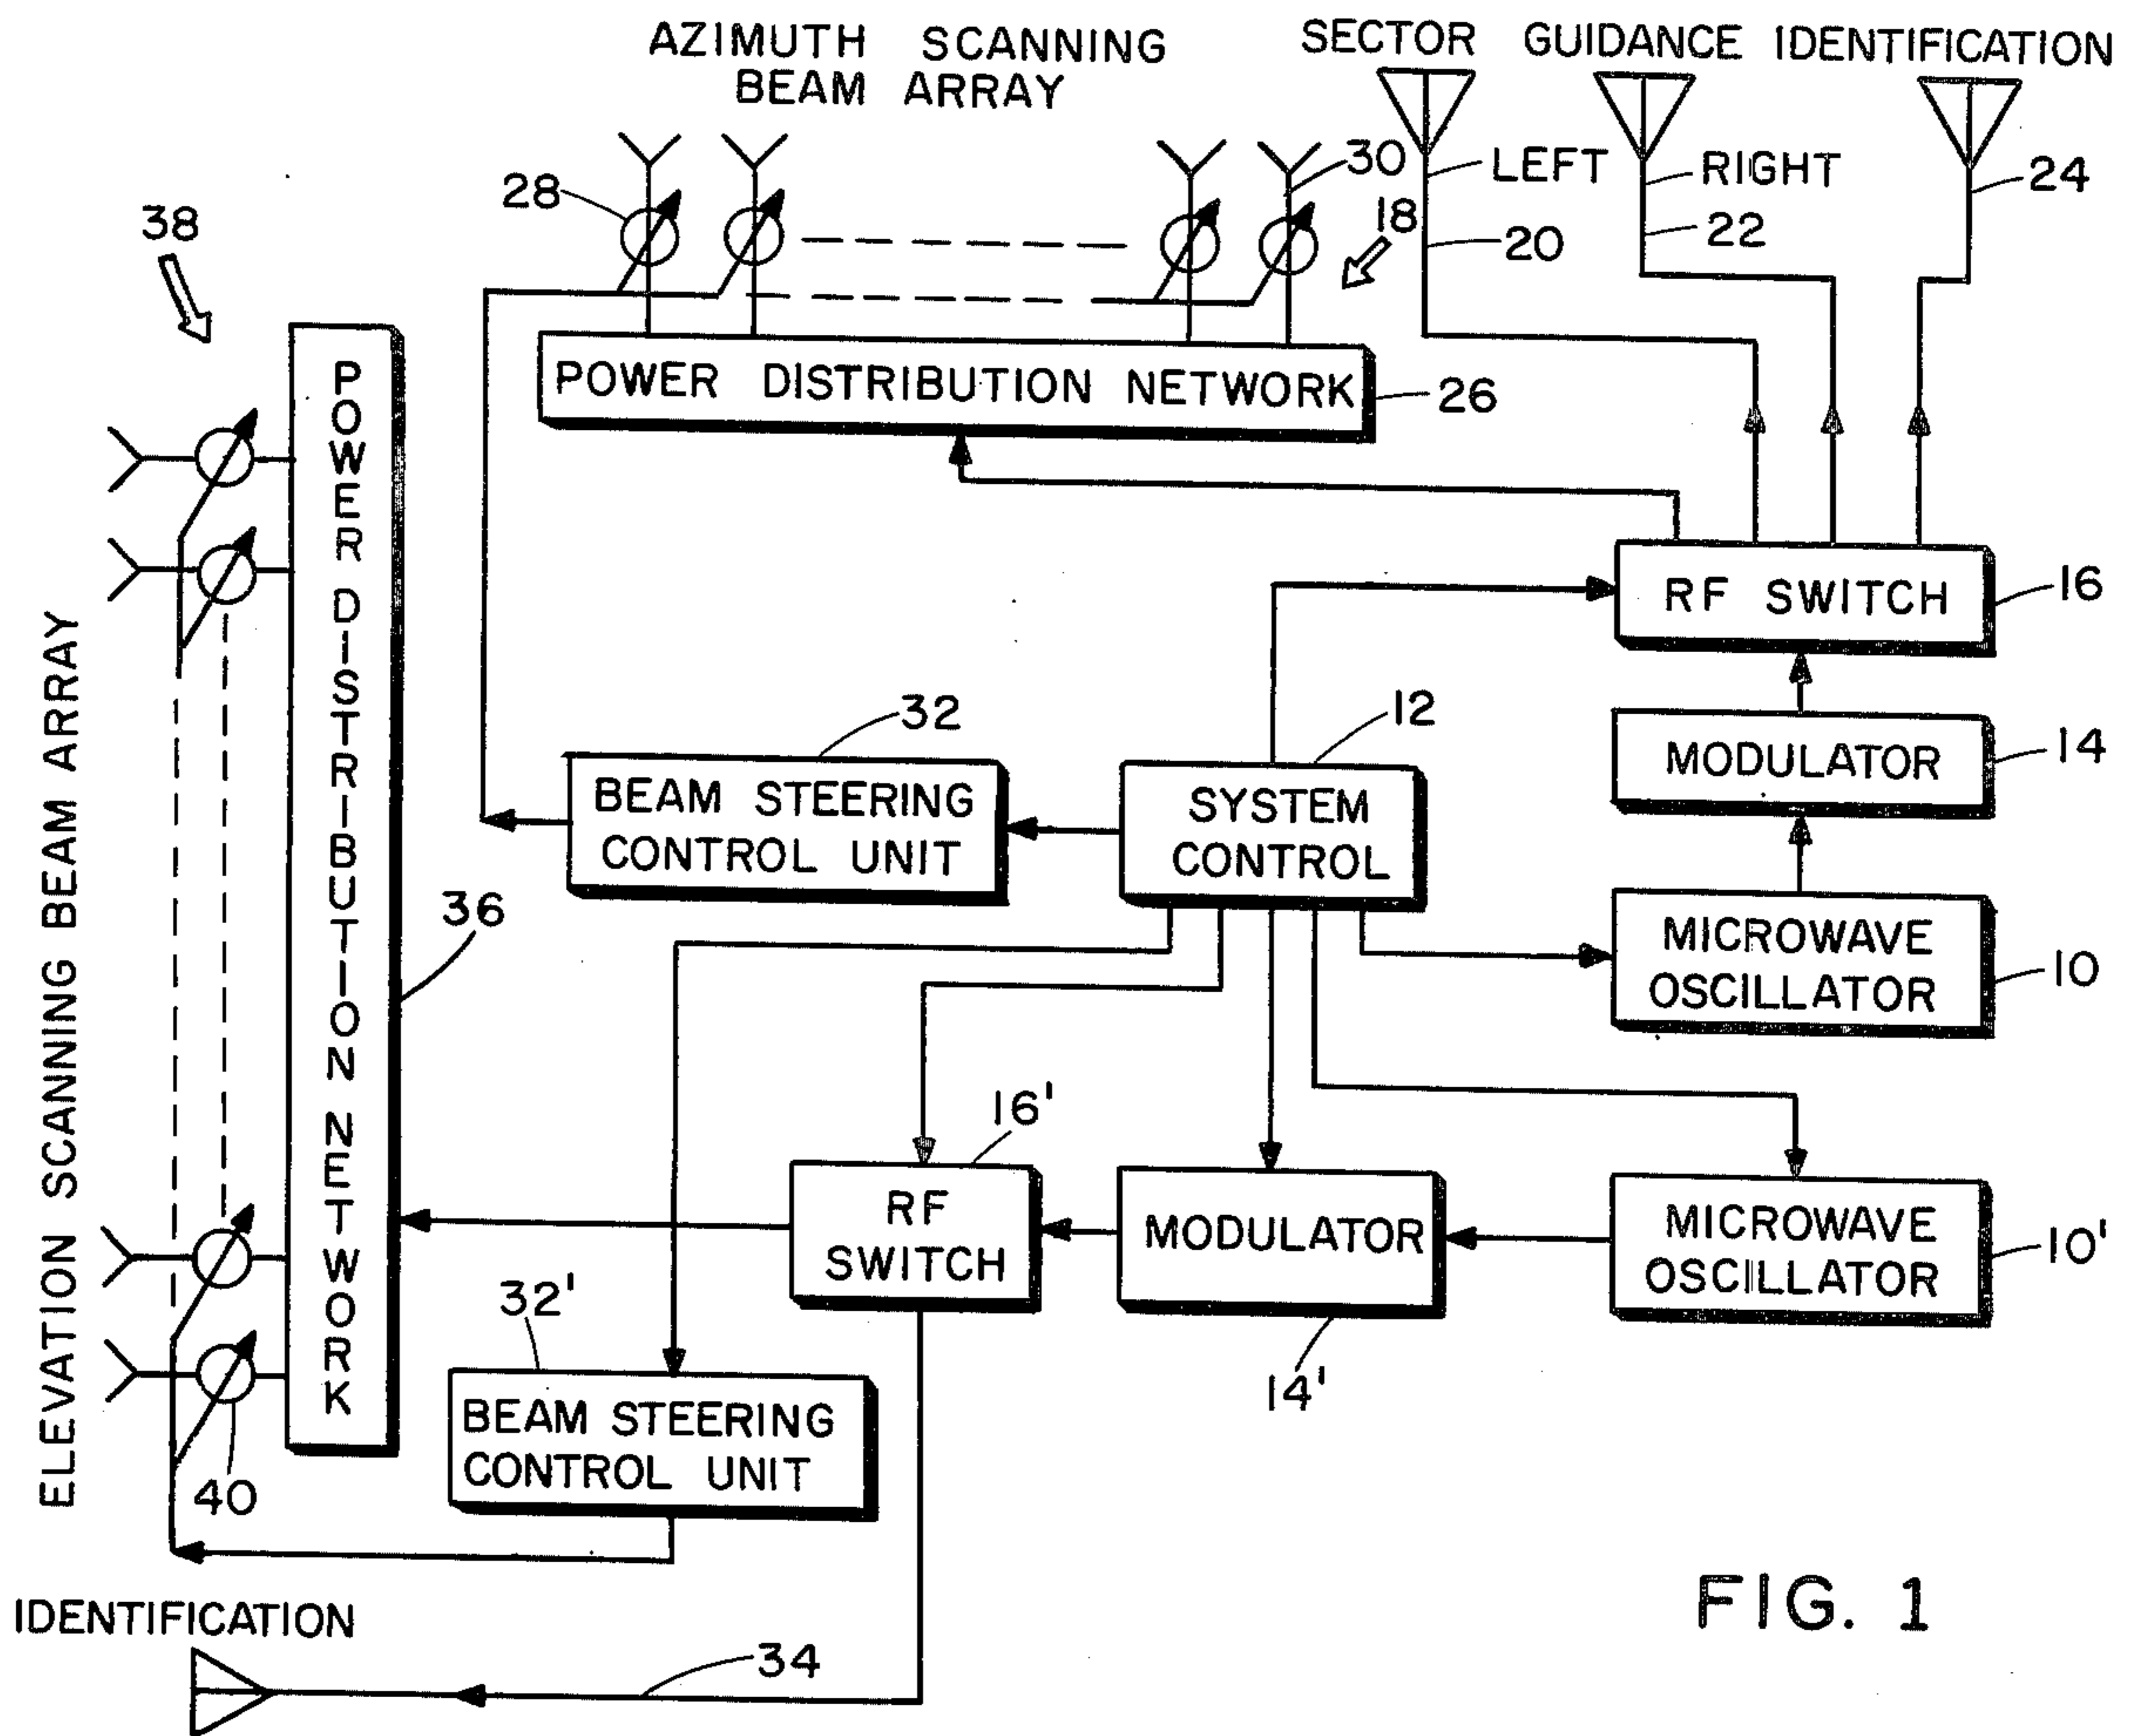 AZIMUTH SCANNING
BEAM ARRAY
SECTOR GUIDANCE IDENTIFICATION
28
30
18
LEFT
20
RIGHT
22
24
38
POWER DISTRIBUTION NETWORK
26
POWER DISTRIBUTION NETWORK
36
ELEVATION SCANNING BEAM ARRAY
RF SWITCH
16
32
BEAM STEERING
CONTROL UNIT
12
SYSTEM
CONTROL
MODULATOR
14
MICROWAVE
OSCILLATOR
10
16'
RF
SWITCH
MODULATOR
14'
MICROWAVE
OSCILLATOR
10'
32'
BEAM STEERING
CONTROL UNIT
40
IDENTIFICATION
34
FIG. 1